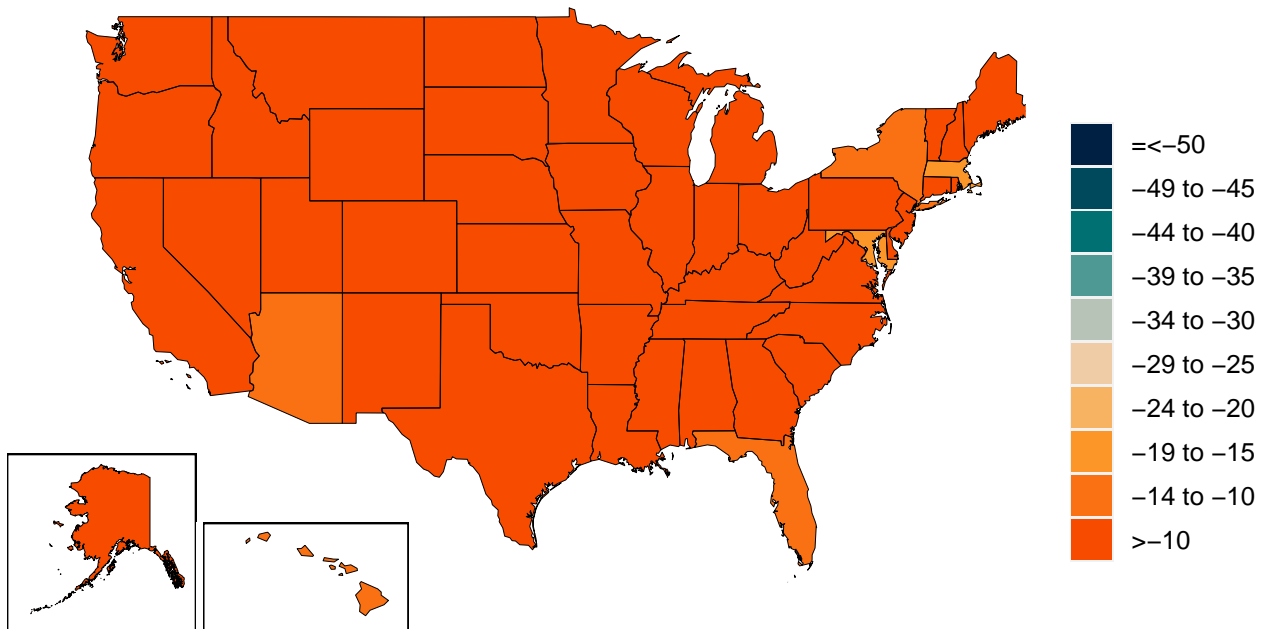 =<−50
−49 to −45
−44 to −40
−39 to −35
−34 to −30
−29 to −25
−24 to −20
−19 to −15
−14 to −10
>−10